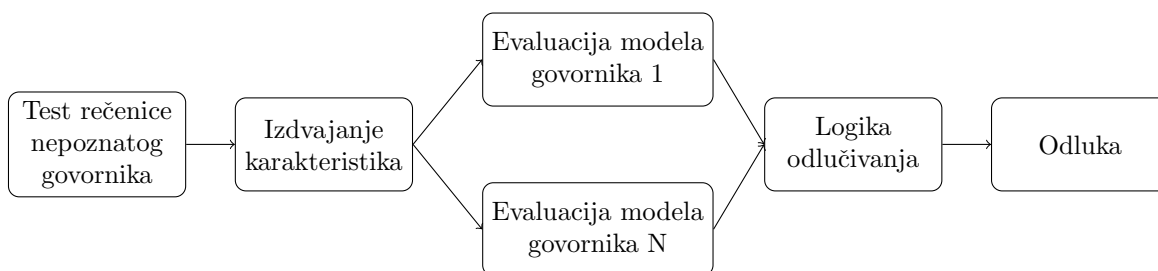 Test rečenice
nepoznatog
govornika
Izdvajanje
karakteristika
Evaluacija modela
govornika 1
Evaluacija modela
govornika N
Logika
odlučivanja
Odluka